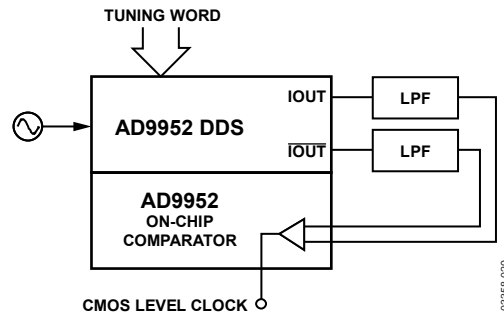 TUNING WORD
IOUT
LPF
AD9952 DDS
IOUT
LPF
AD9952
ON-CHIP
COMPARATOR
CMOS LEVEL CLOCK